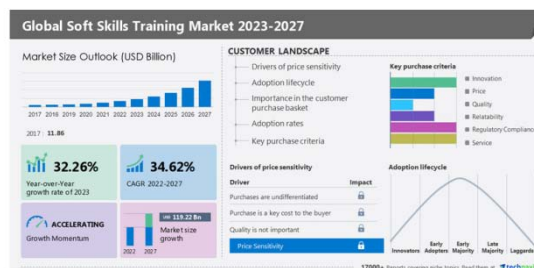 Global Soft Skills Training Market 2023-2027
Market Size Outlook (USD Billion)
2017 2018 2019 2020 2021 2022 2023 2024 2025 2026 2027
2017 : 11.86
32.26%
Year-over-Year
growth rate of 2023
34.62%
CAGR 2022-2027
ACCELERATING
Growth Momentum
USD 119.22 Bn
Market size
growth
2022 2027
CUSTOMER LANDSCAPE
Drivers of price sensitivity
Adoption lifecycle
Importance in the customer
purchase basket
Adoption rates
Key purchase criteria
Key purchase criteria
Innovation
Price
Quality
Relatability
Regulatory Compliance
Service
Drivers of price sensitivity
Driver Impact
Purchases are undifferentiated
Purchase is a key cost to the buyer
Quality is not important
Price Sensitivity
Adoption lifecycle
Innovators Early Adopters Early Majority Late Majority Laggards